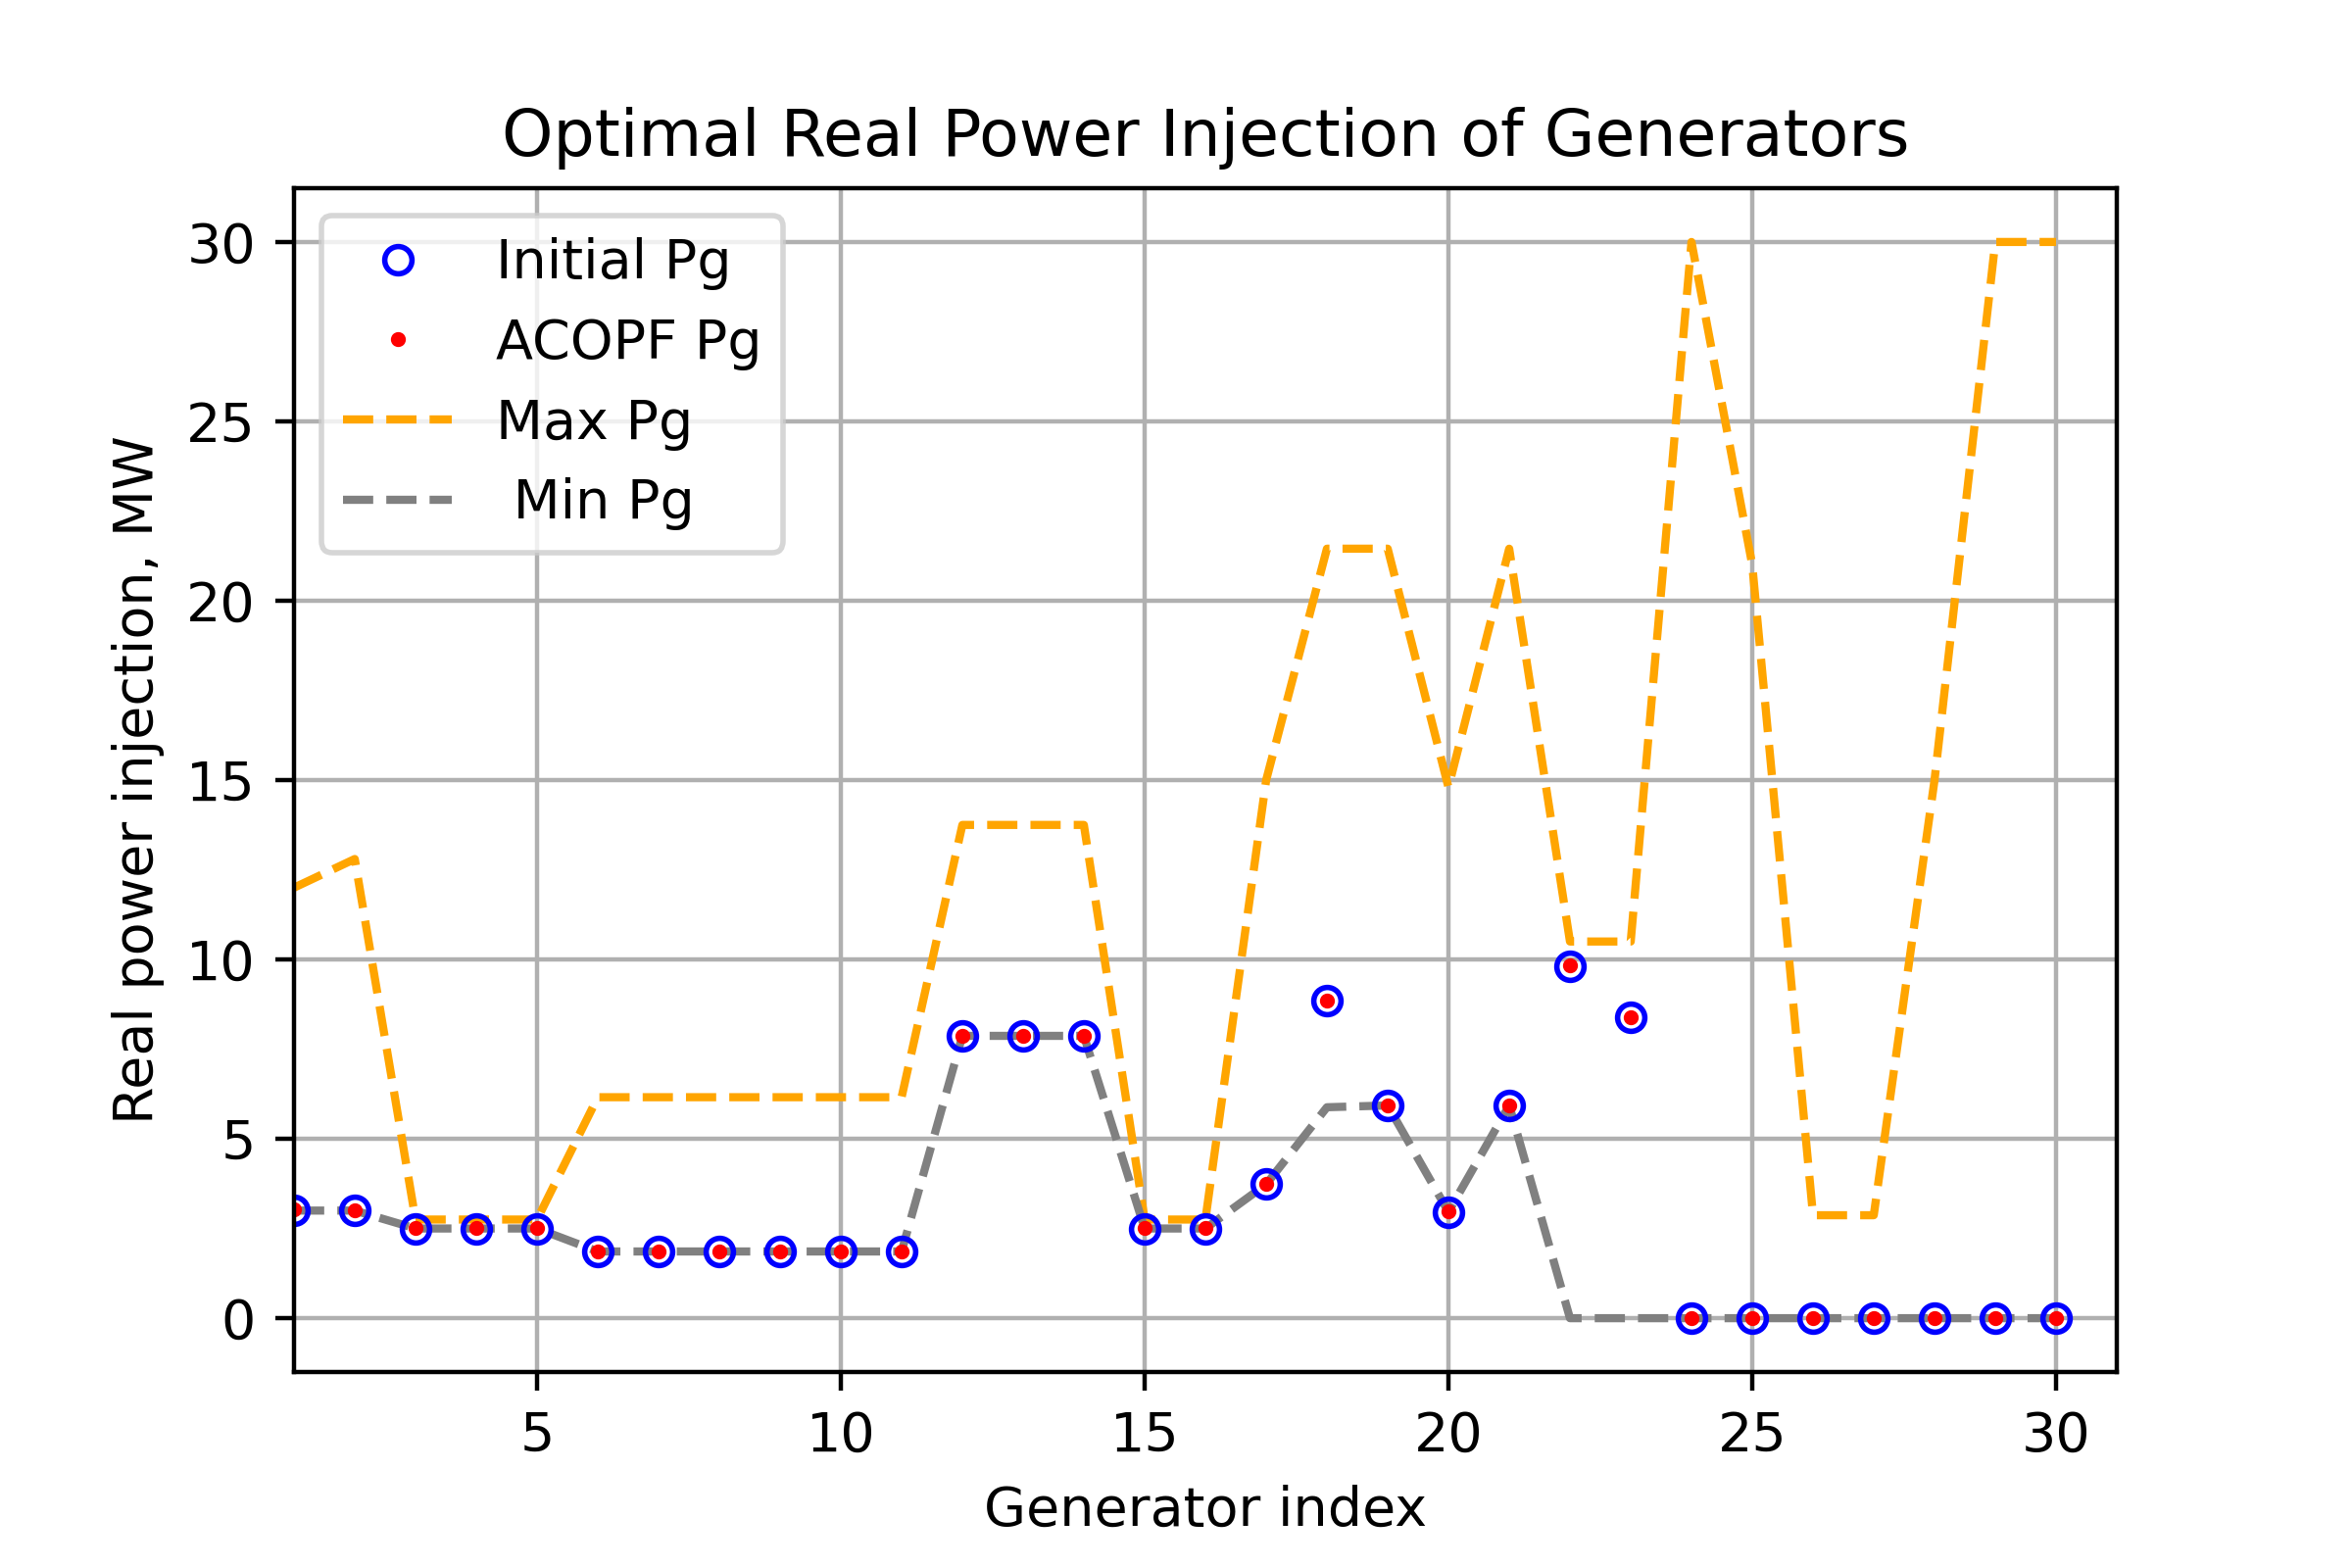 Optimal Real Power Injection of Generators
Initial Pg
ACOPF Pg
Max Pg
Min Pg
Real power injection, MW
30
25
20
15
10
5
0
5 10 15 20 25 30
Generator index